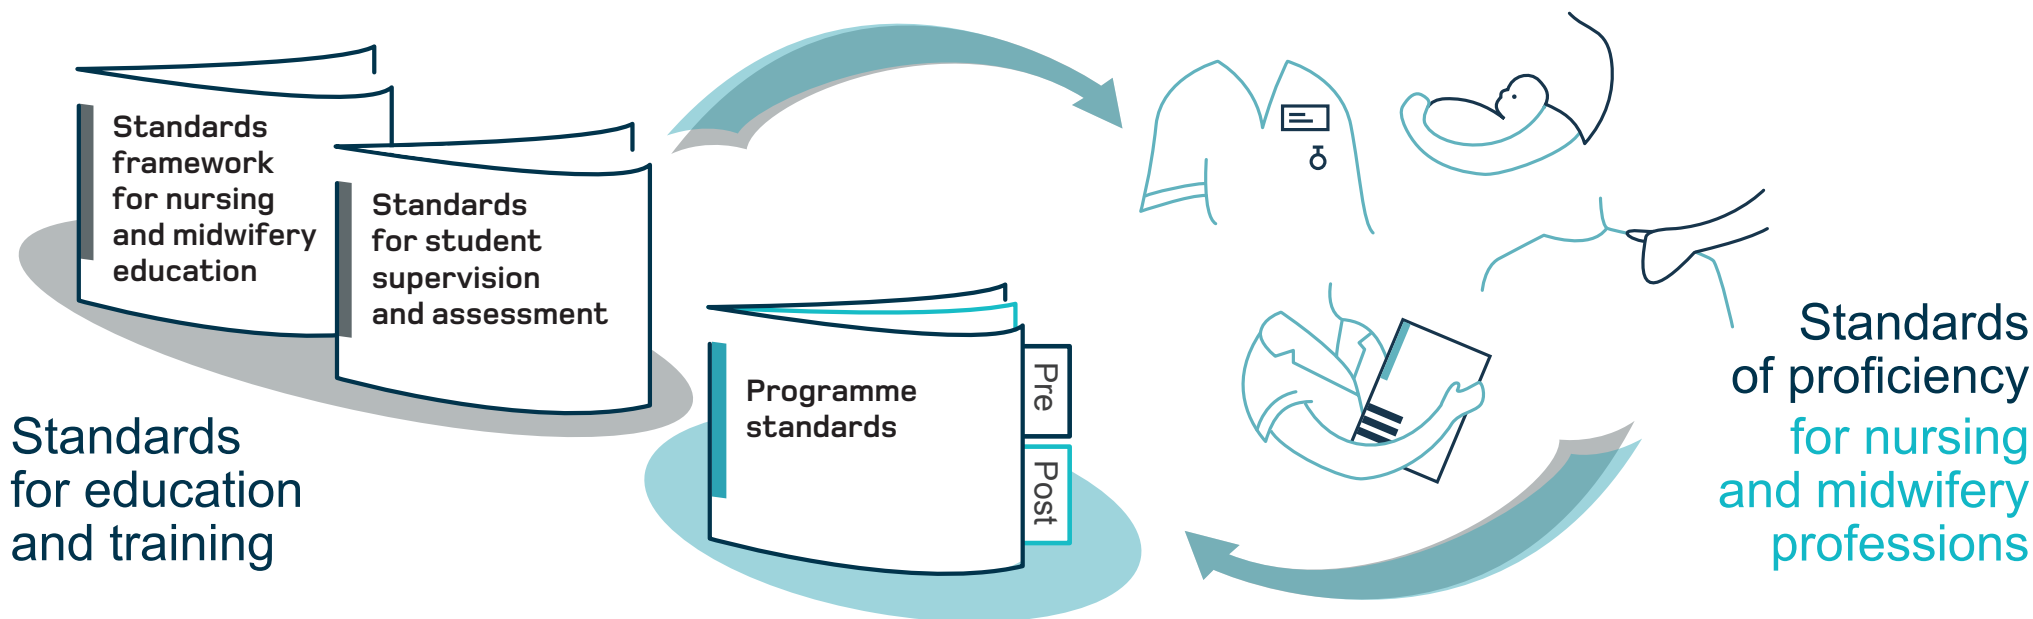 Standards
framework
for nursing
and midwifery
education
Standards
for student
supervision
and assessment
Programme
standards
Pre
Post
Standards
for education
and training
Standards
of proficiency
for nursing
and midwifery
professions